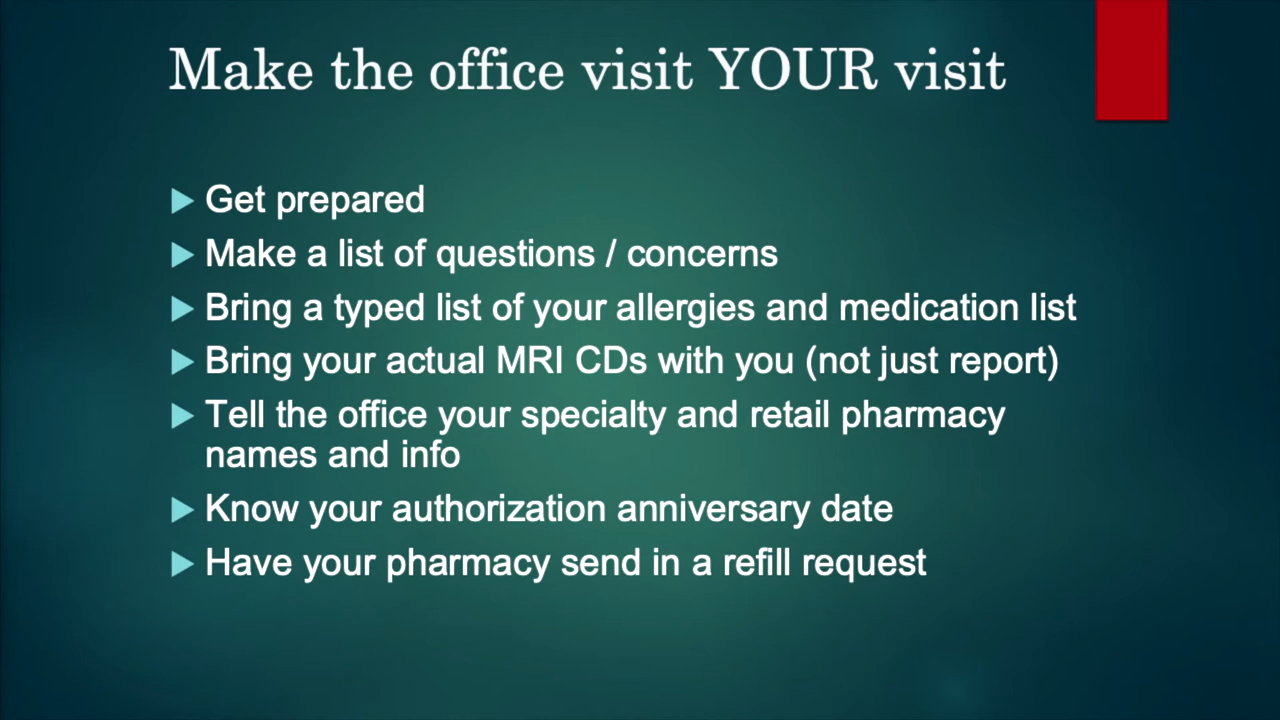 Make the office visit YOUR visit
Get prepared
Make a list of questions / concerns
Bring a typed list of your allergies and medication list
Bring your actual MRI CDs with you (not just report)
Tell the office your specialty and retail pharmacy
names and info
Know your authorization anniversary date
Have your pharmacy send in a refill request